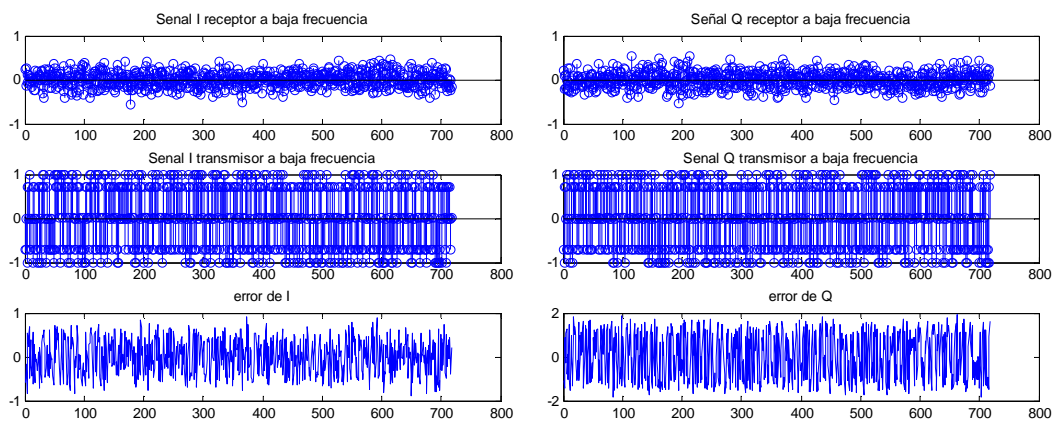 Senal I receptor a baja frecuencia
1
0
-1
0 100 200 300 400 500 600 700 800
Señal Q receptor a baja frecuencia
1
0
-1
0 100 200 300 400 500 600 700 800
Senal I transmisor a baja frecuencia
1
0
-1
0 100 200 300 400 500 600 700 800
Senal Q transmisor a baja frecuencia
1
0
-1
0 100 200 300 400 500 600 700 800
error de I
1
0
-1
0 100 200 300 400 500 600 700 800
error de Q
2
0
-2
0 100 200 300 400 500 600 700 800